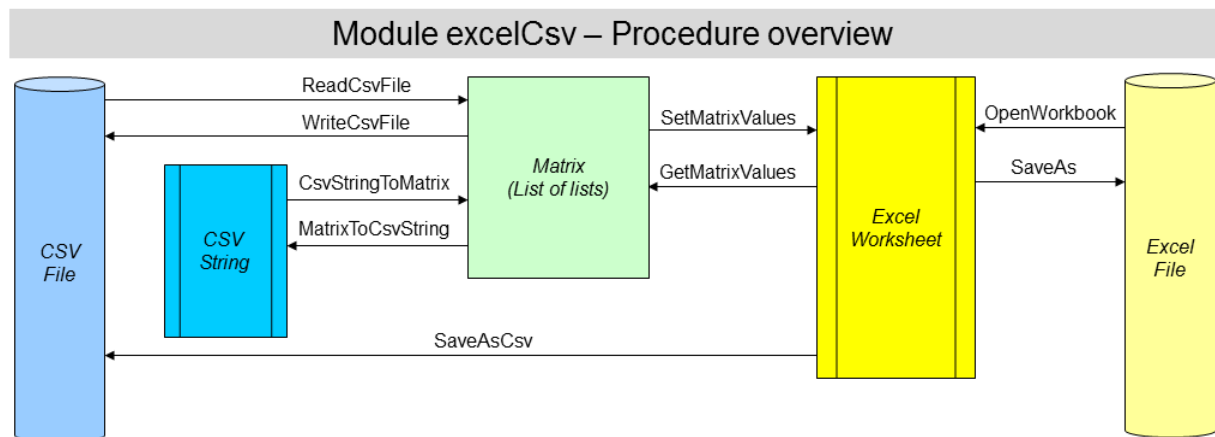 Module excelCsv – Procedure overview
ReadCsvFile
WriteCsvFile
CsvStringToMatrix
MatrixToCsvString
SaveAsCsv
CSV
File
CSV
String
Matrix
(List of lists)
SetMatrixValues
GetMatrixValues
Excel
Worksheet
OpenWorkbook
SaveAs
Excel
File